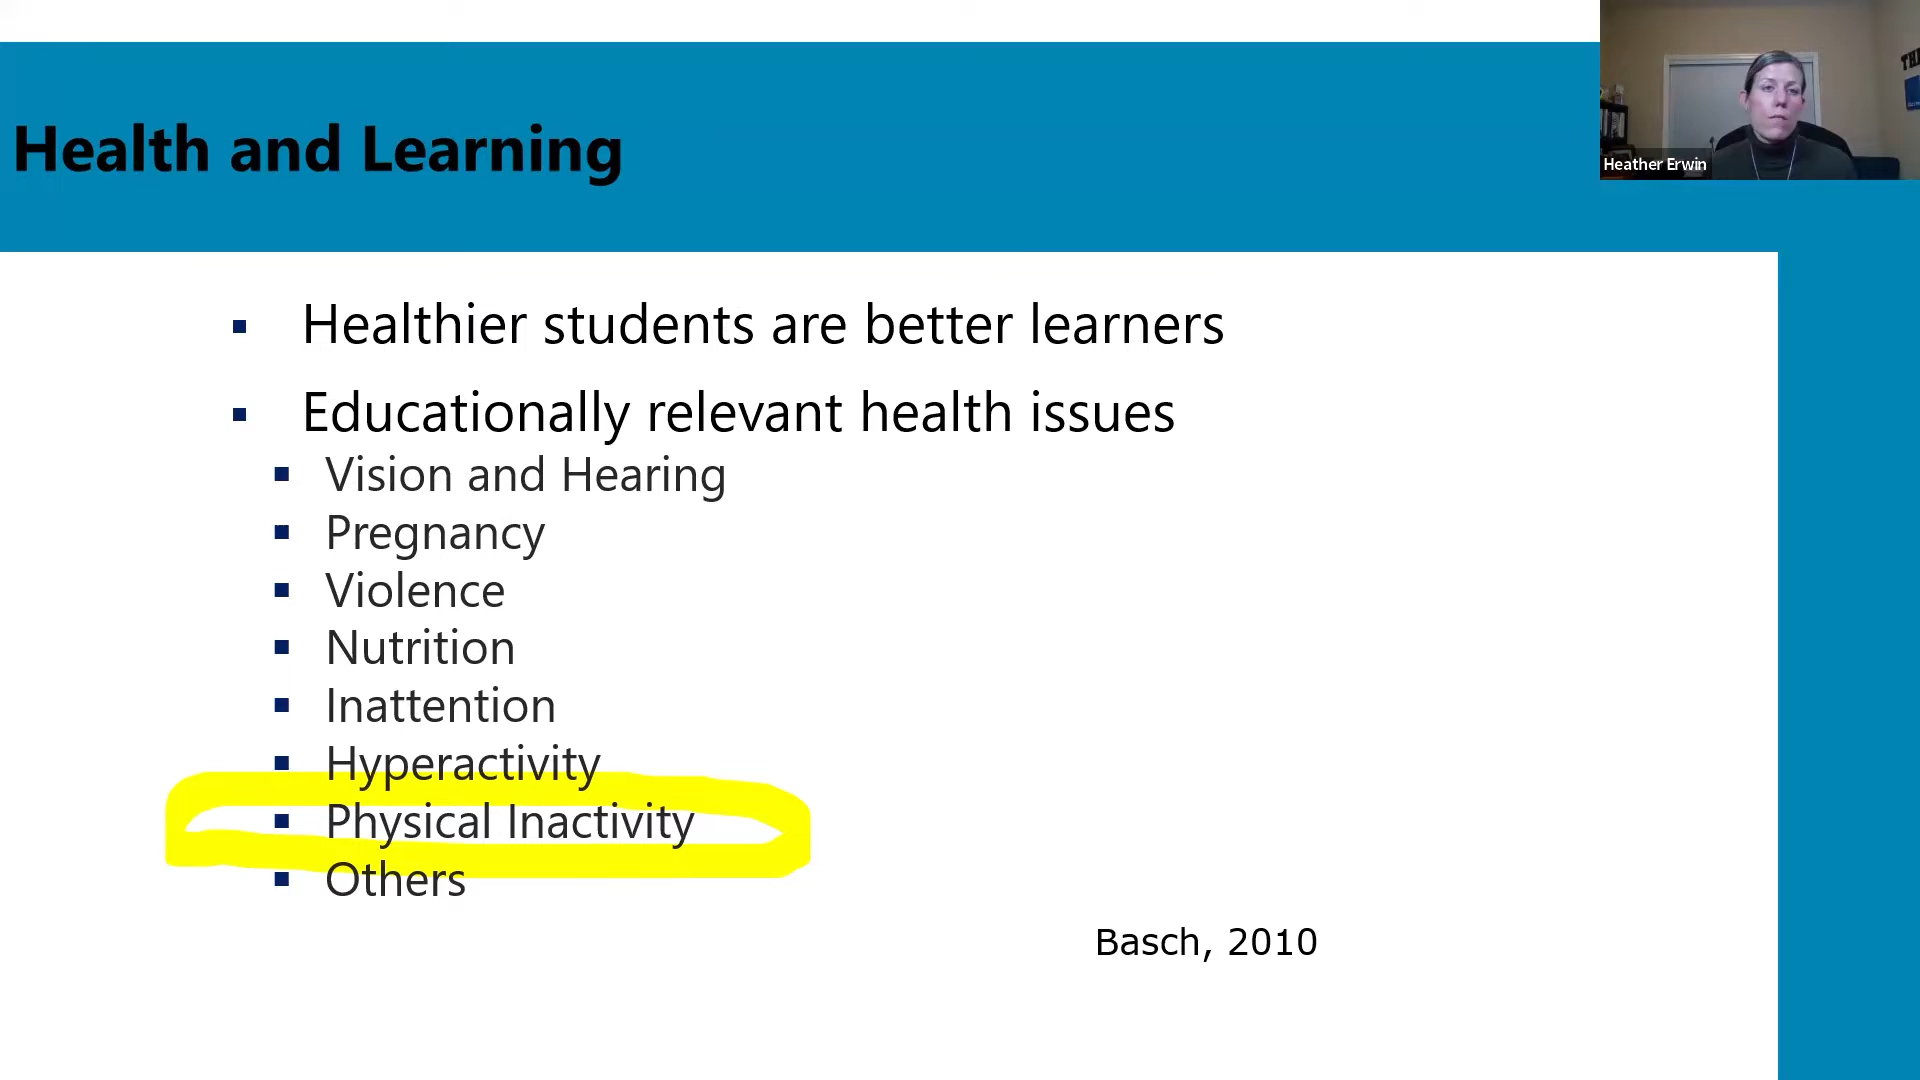 Health and Learning
Heather Erwin
Healthier students are better learners
Educationally relevant health issues
Vision and Hearing
Pregnancy
Violence
Nutrition
Inattention
Hyperactivity
Physical Inactivity
Others
Basch, 2010